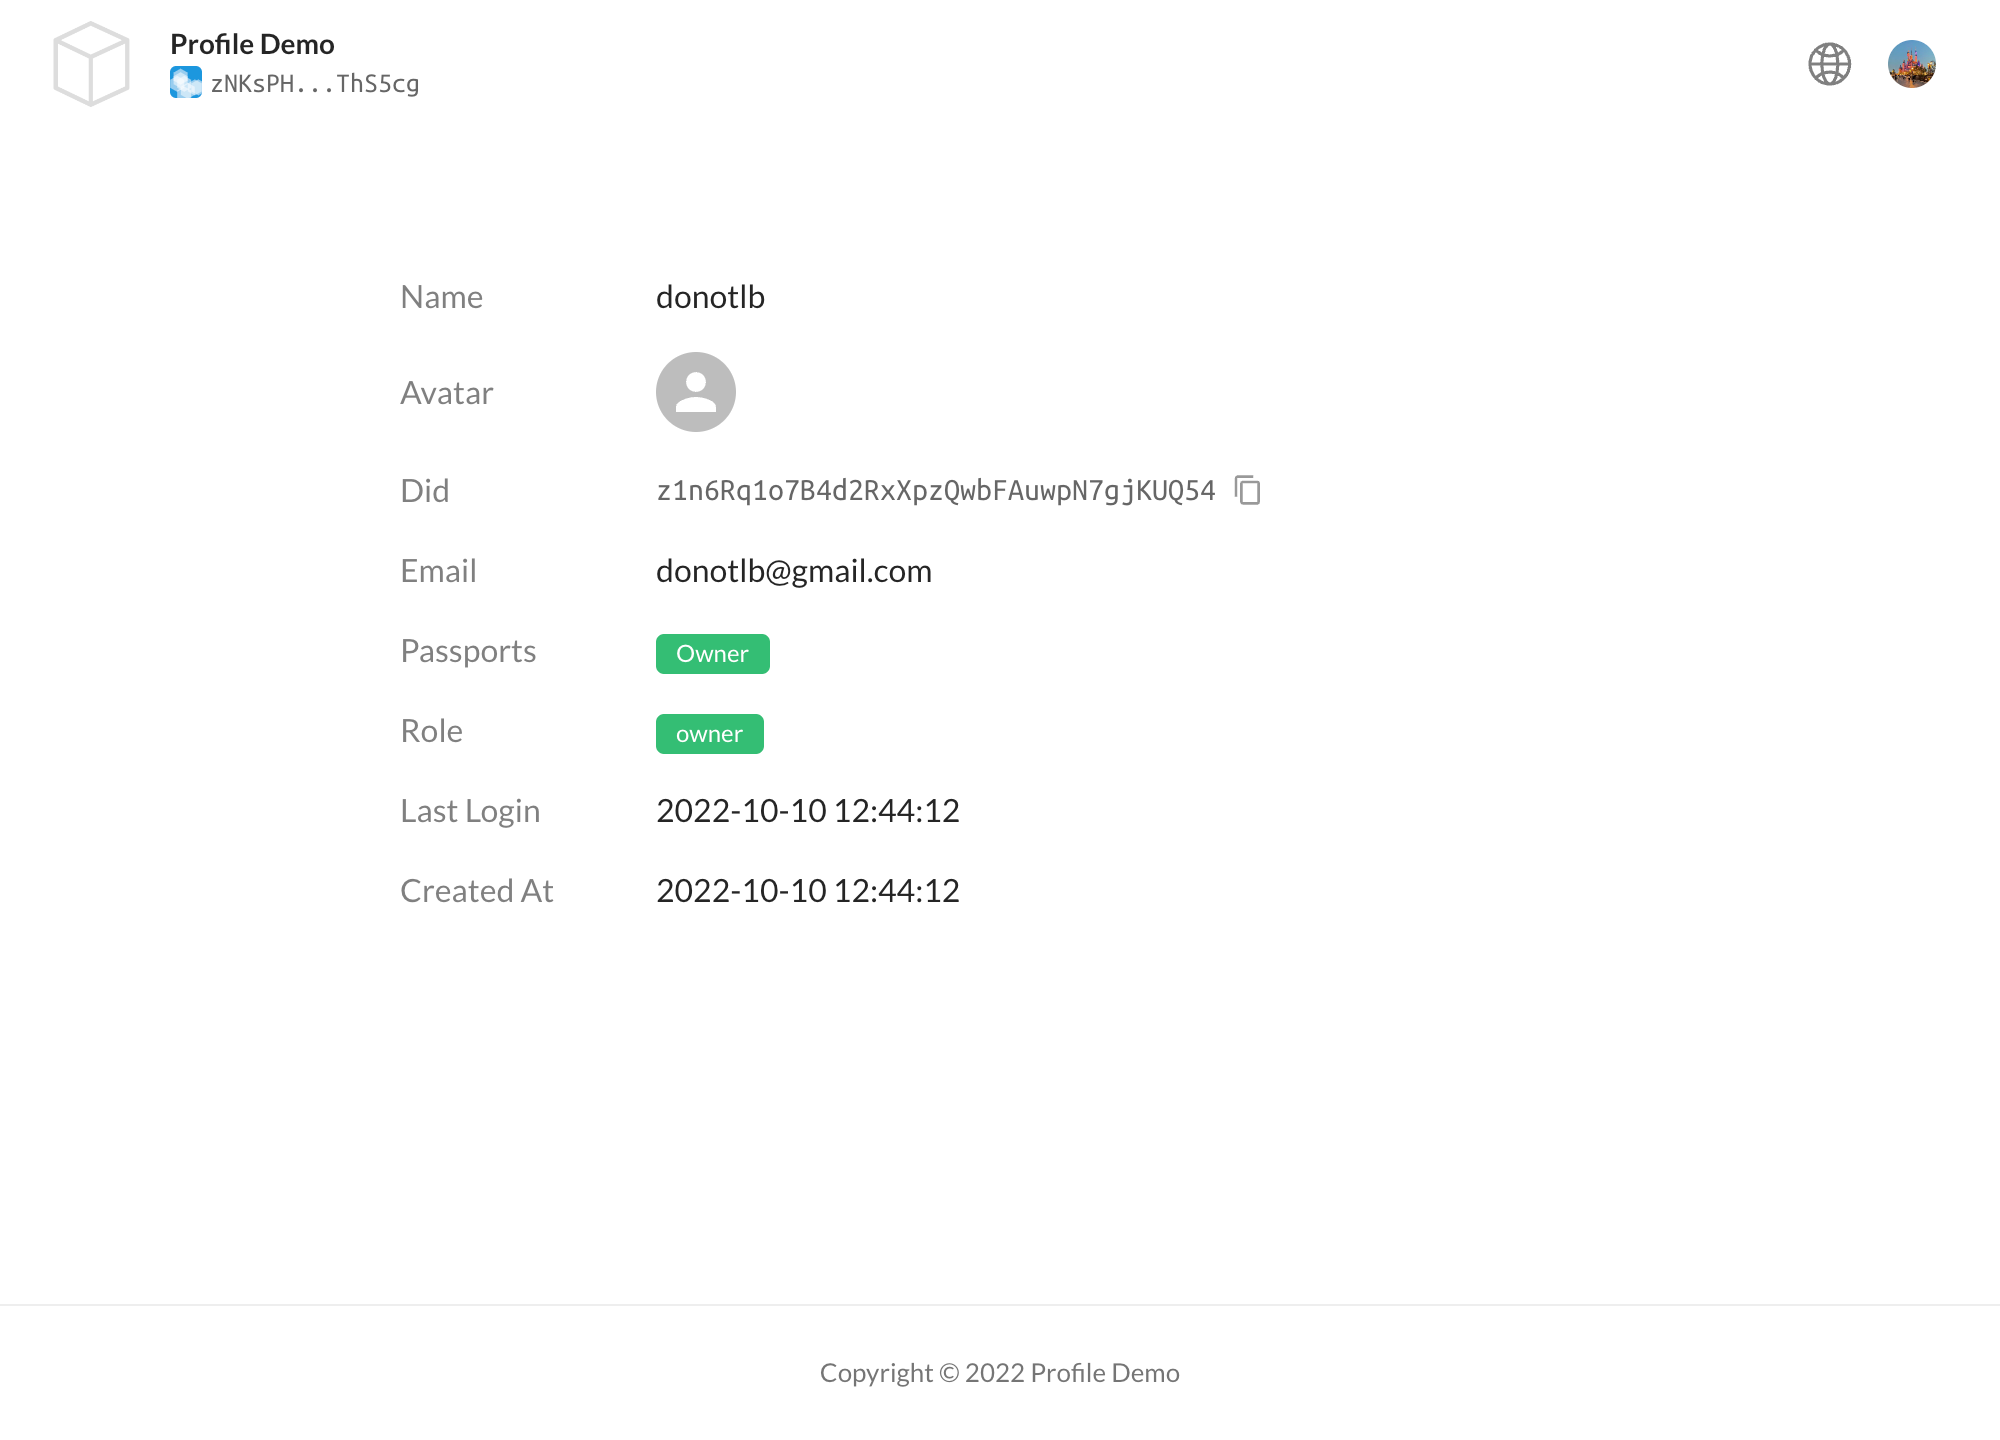 Profile Demo
zNKsPH...ThS5cg
Name donotlb
Avatar
Did z1n6Rq1o7B4d2RxXpzQwbFAuwpN7gjKUQ54
Email donotlb@gmail.com
Passports Owner
Role owner
Last Login 2022-10-10 12:44:12
Created At 2022-10-10 12:44:12
Copyright © 2022 Profile Demo